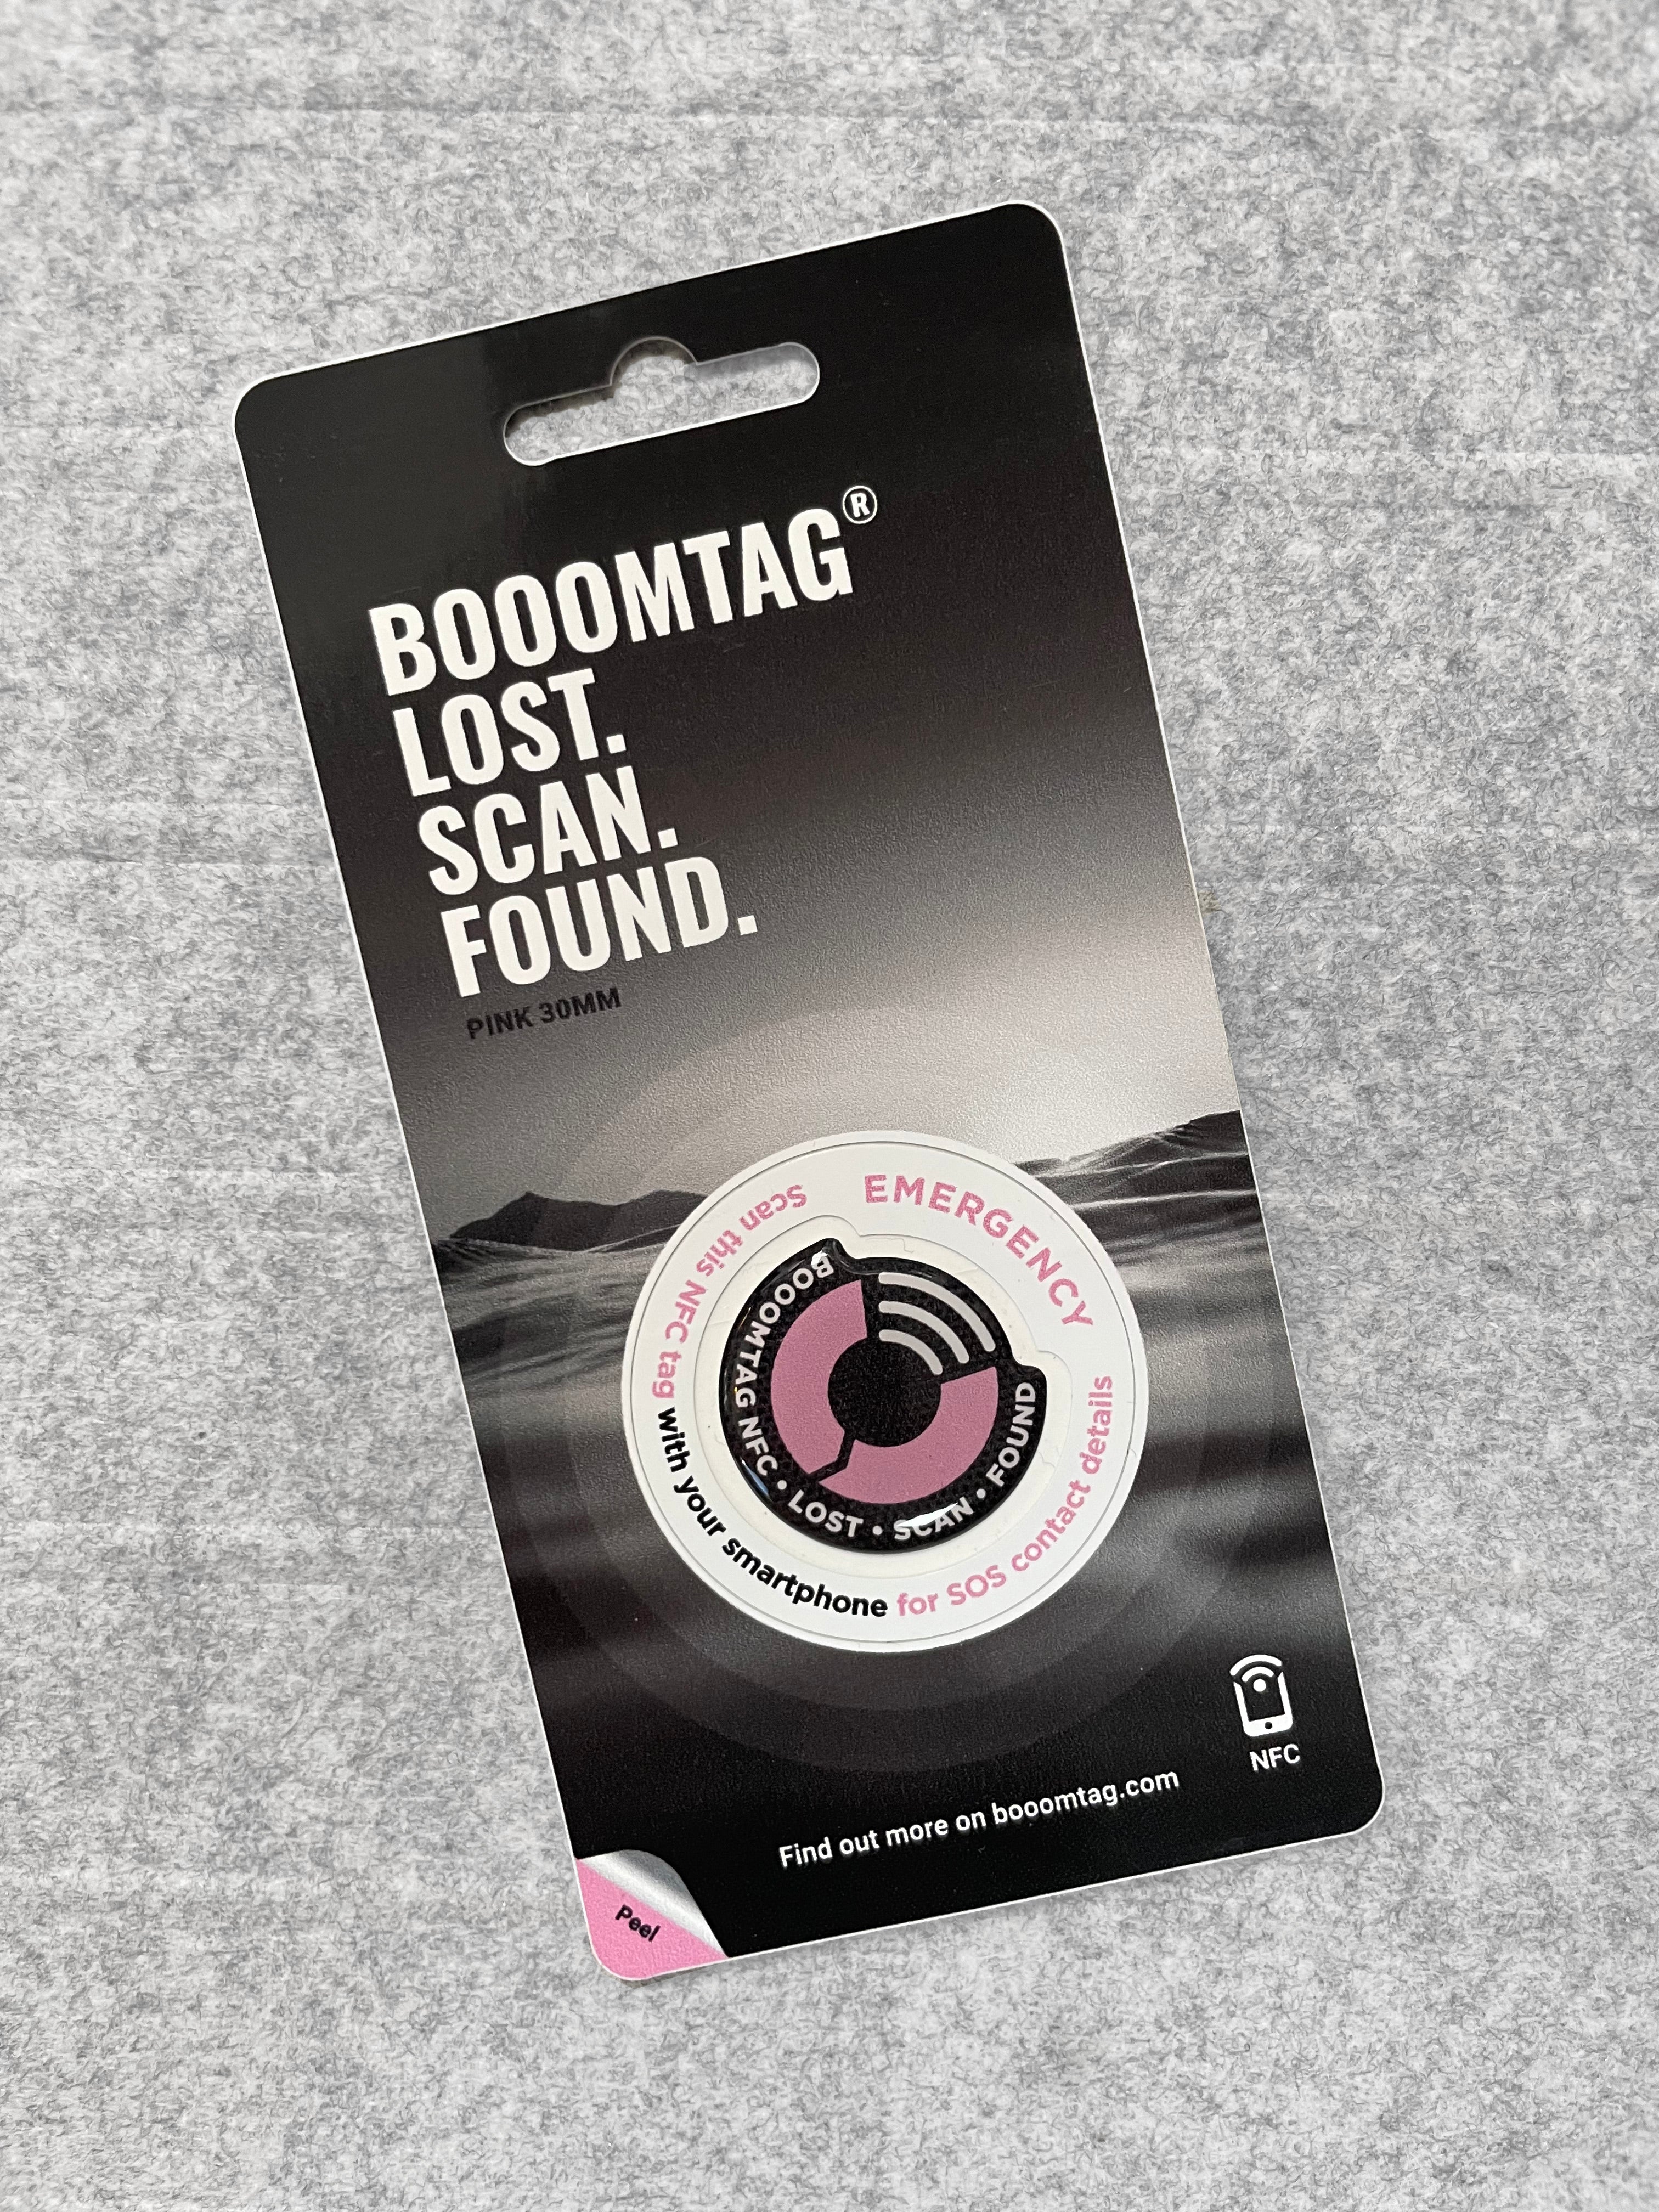 BOOOMTAG®
LOST.
SCAN.
FOUND.
PINK 30MM
EMERGENCY
Scan this NFC tag with your smartphone for SOS contact details
BOOOMTAG NFC • LOST • SCAN • FOUND
NFC
Find out more on booomtag.com
Peel